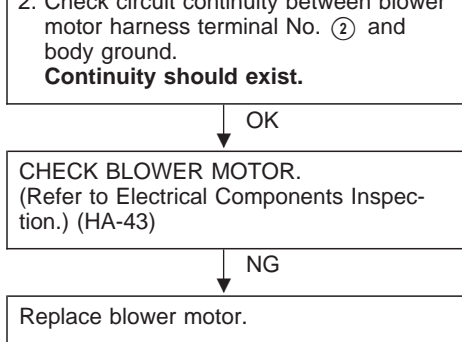 2. Check circuit continuity between blower
motor harness terminal No. ② and
body ground.
Continuity should exist.
OK
CHECK BLOWER MOTOR.
(Refer to Electrical Components Inspec-
tion.) (HA-43)
NG
Replace blower motor.